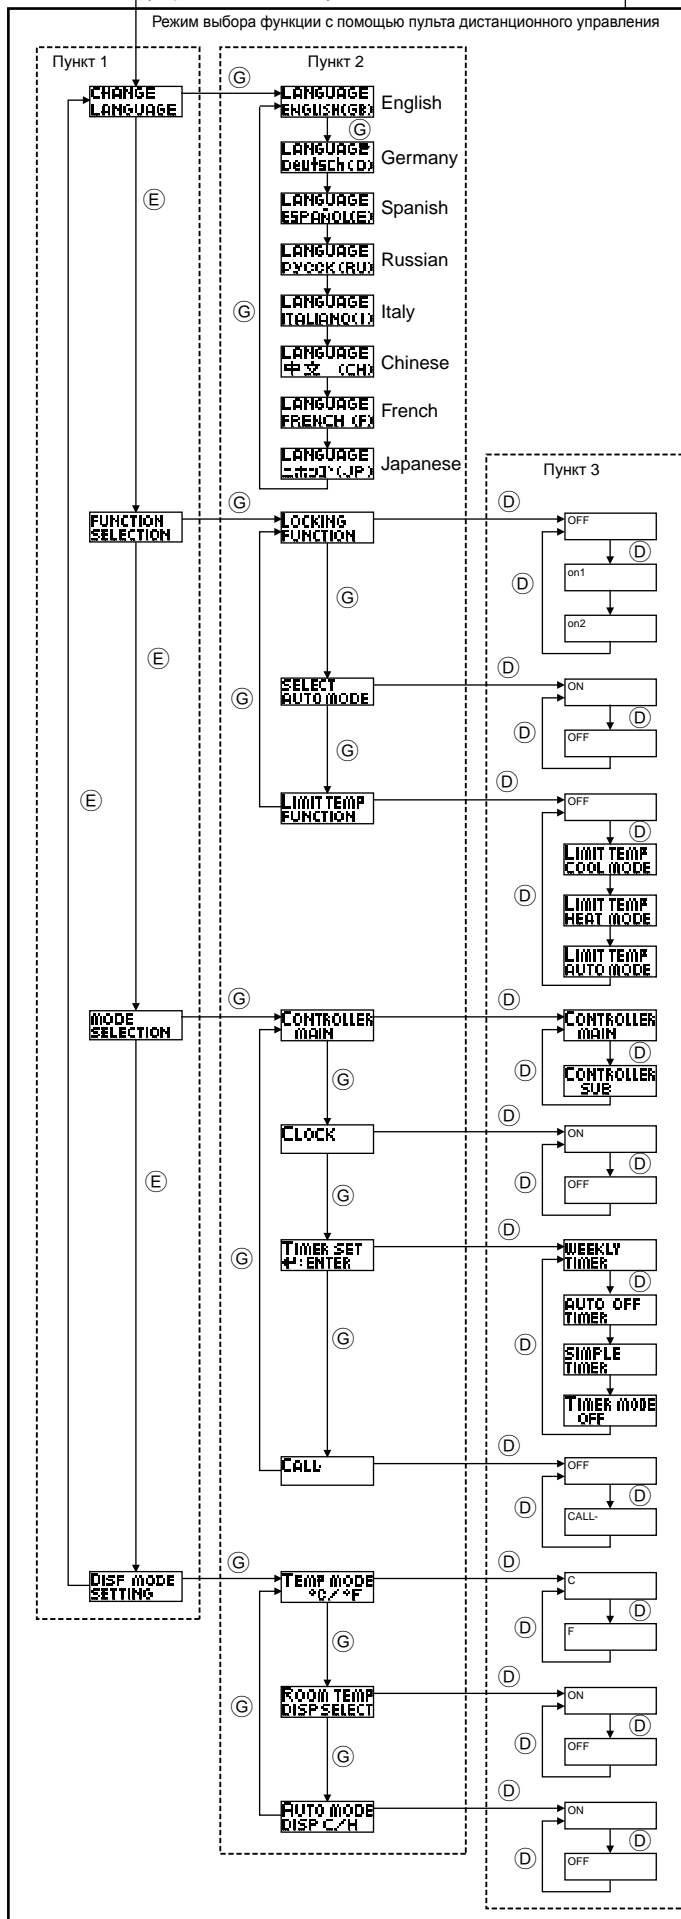 Режим выбора функции с помощью пульта дистанционного управления
Пункт 1
Пункт 2
CHANGE
LANGUAGE
G
LANGUAGE
ENGLISH(GB)
English
G
LANGUAGE
Deutsch(D)
Germany
E
LANGUAGE
ESPAÑOL(E)
Spanish
LANGUAGE
РУССК(RU)
Russian
G
LANGUAGE
ITALIANO(I)
Italy
LANGUAGE
中文 (CH)
Chinese
LANGUAGE
FRENCH (F)
French
LANGUAGE
ニホンゴ(JP)
Japanese
Пункт 3
FUNCTION
SELECTION
G
LOCKING
FUNCTION
D
OFF
D
D
on1
on2
G
E
G
SELECT
AUTO MODE
D
ON
D
D
OFF
G
E
LIMIT TEMP
FUNCTION
D
OFF
D
LIMIT TEMP
COOL MODE
D
LIMIT TEMP
HEAT MODE
LIMIT TEMP
AUTO MODE
MODE
SELECTION
G
CONTROLLER
MAIN
D
CONTROLLER
MAIN
D
D
CONTROLLER
SUB
G
CLOCK
D
ON
D
D
OFF
E
G
G
TIMER SET
↵:ENTER
D
WEEKLY
TIMER
D
AUTO OFF
TIMER
D
SIMPLE
TIMER
TIMER MODE
OFF
G
CALL-
D
OFF
D
D
CALL-
DISP MODE
SETTING
G
TEMP MODE
°C/°F
D
C
D
D
F
G
G
ROOM TEMP
DISP SELECT
D
ON
D
D
OFF
G
AUTO MODE
DISP C/H
D
ON
D
D
OFF